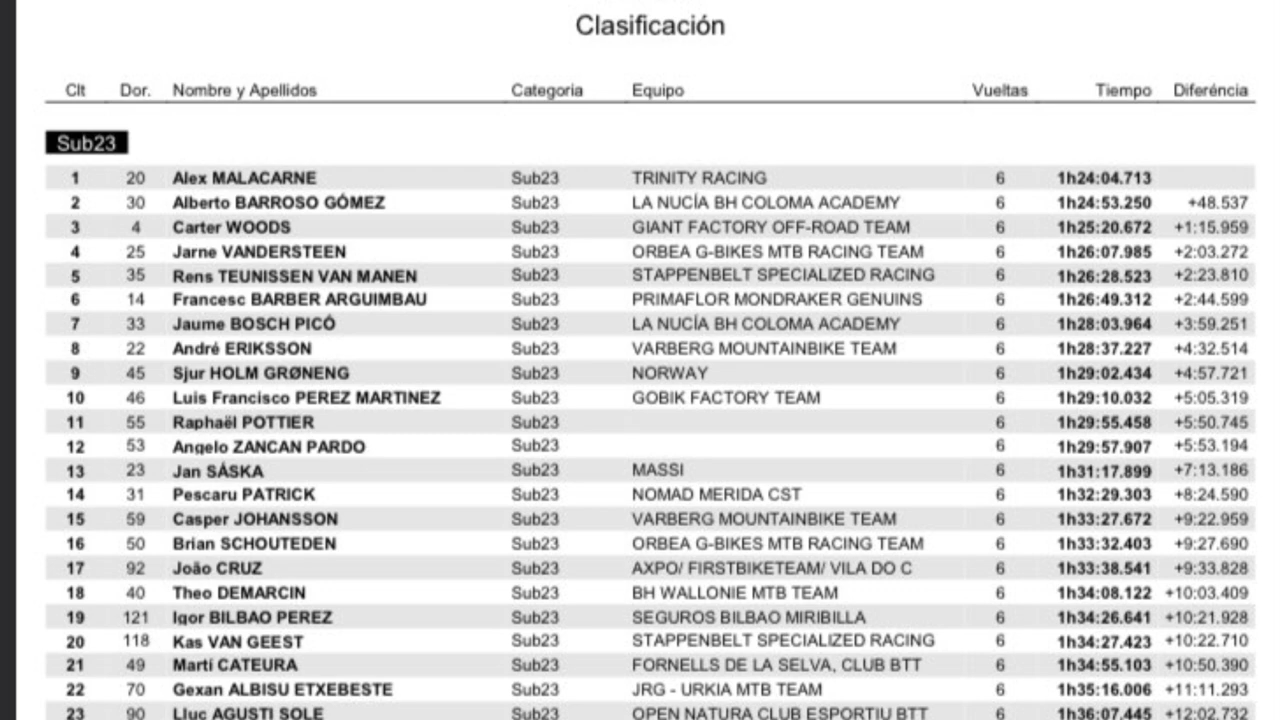 Clasificación
Clt Dor. Nombre y Apellidos Categoria Equipo Vueltas Tiempo Diferéncia
Sub23
1 20 Alex MALACARNE Sub23 TRINITY RACING 6 1h24:04.713
2 30 Alberto BARROSO GÓMEZ Sub23 LA NUCÍA BH COLOMA ACADEMY 6 1h24:53.250 +48.537
3 4 Carter WOODS Sub23 GIANT FACTORY OFF-ROAD TEAM 6 1h25:20.672 +1:15.959
4 25 Jarne VANDERSTEEN Sub23 ORBEA G-BIKES MTB RACING TEAM 6 1h26:07.985 +2:03.272
5 35 Rens TEUNISSEN VAN MANEN Sub23 STAPPENBELT SPECIALIZED RACING 6 1h26:28.523 +2:23.810
6 14 Francesc BARBER ARGUIMBAU Sub23 PRIMAFLOR MONDRAKER GENUINS 6 1h26:49.312 +2:44.599
7 33 Jaume BOSCH PICÓ Sub23 LA NUCÍA BH COLOMA ACADEMY 6 1h28:03.964 +3:59.251
8 22 André ERIKSSON Sub23 VARBERG MOUNTAINBIKE TEAM 6 1h28:37.227 +4:32.514
9 45 Sjur HOLM GRØNENG Sub23 NORWAY 6 1h29:02.434 +4:57.721
10 46 Luis Francisco PEREZ MARTINEZ Sub23 GOBIK FACTORY TEAM 6 1h29:10.032 +5:05.319
11 55 Raphaël POTTIER Sub23 6 1h29:55.458 +5:50.745
12 53 Angelo ZANCAN PARDO Sub23 6 1h29:57.907 +5:53.194
13 23 Jan SÁSKA Sub23 MASSI 6 1h31:17.899 +7:13.186
14 31 Pescaru PATRICK Sub23 NOMAD MERIDA CST 6 1h32:29.303 +8:24.590
15 59 Casper JOHANSSON Sub23 VARBERG MOUNTAINBIKE TEAM 6 1h33:27.672 +9:22.959
16 50 Brian SCHOUTEDEN Sub23 ORBEA G-BIKES MTB RACING TEAM 6 1h33:32.403 +9:27.690
17 92 João CRUZ Sub23 AXPO/ FIRSTBIKETEAM/ VILA DO C 6 1h33:38.541 +9:33.828
18 40 Theo DEMARCIN Sub23 BH WALLONIE MTB TEAM 6 1h34:08.122 +10:03.409
19 121 Igor BILBAO PEREZ Sub23 SEGUROS BILBAO MIRIBILLA 6 1h34:26.641 +10:21.928
20 118 Kas VAN GEEST Sub23 STAPPENBELT SPECIALIZED RACING 6 1h34:27.423 +10:22.710
21 49 Martí CATEURA Sub23 FORNELLS DE LA SELVA, CLUB BTT 6 1h34:55.103 +10:50.390
22 70 Gexan ALBISU ETXEBESTE Sub23 JRG - URKIA MTB TEAM 6 1h35:16.006 +11:11.293
23 90 Lluc AGUSTI SOLE Sub23 OPEN NATURA CLUB ESPORTIU BTT 6 1h36:07.445 +12:02.732